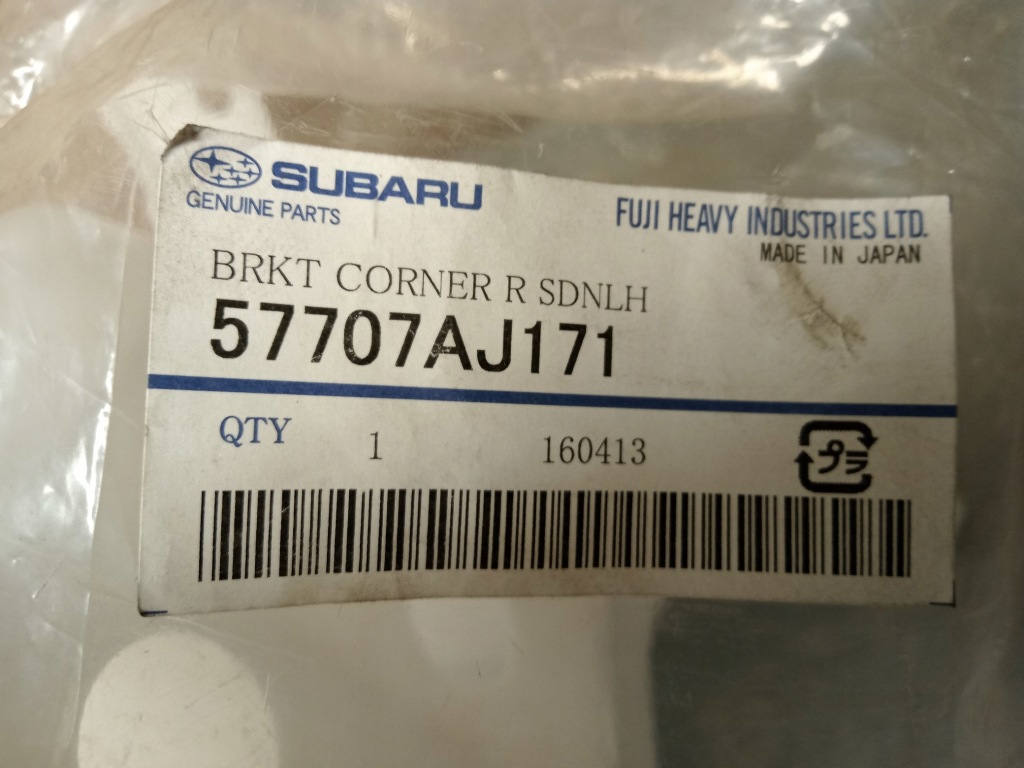 SUBARU
GENUINE PARTS
FUJI HEAVY INDUSTRIES LTD.
MADE IN JAPAN
BRKT CORNER R SDNLH
57707AJ171
QTY 1 160413
プラ